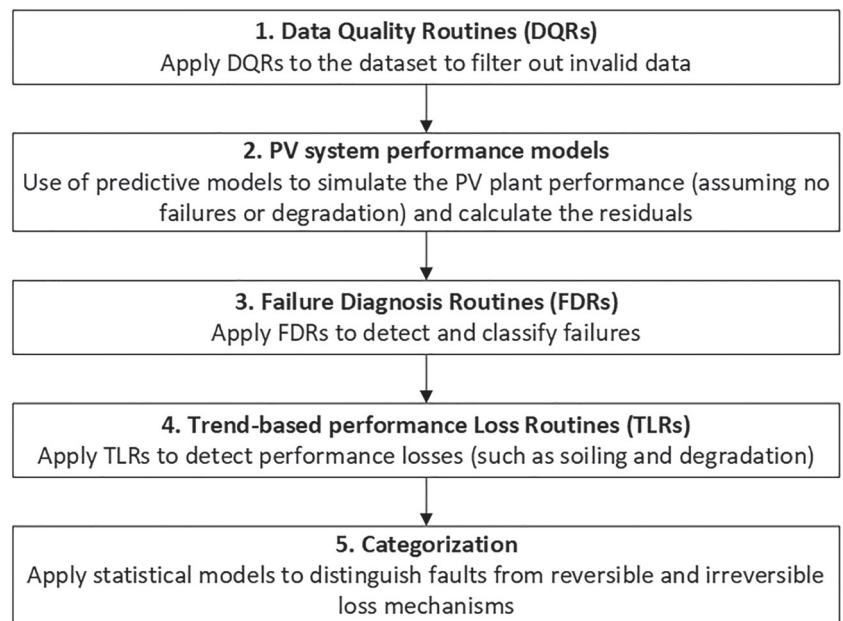 1. Data Quality Routines (DQRs)
Apply DQRs to the dataset to filter out invalid data
2. PV system performance models
Use of predictive models to simulate the PV plant performance (assuming no
failures or degradation) and calculate the residuals
3. Failure Diagnosis Routines (FDRs)
Apply FDRs to detect and classify failures
4. Trend-based performance Loss Routines (TLRs)
Apply TLRs to detect performance losses (such as soiling and degradation)
5. Categorization
Apply statistical models to distinguish faults from reversible and irreversible
loss mechanisms